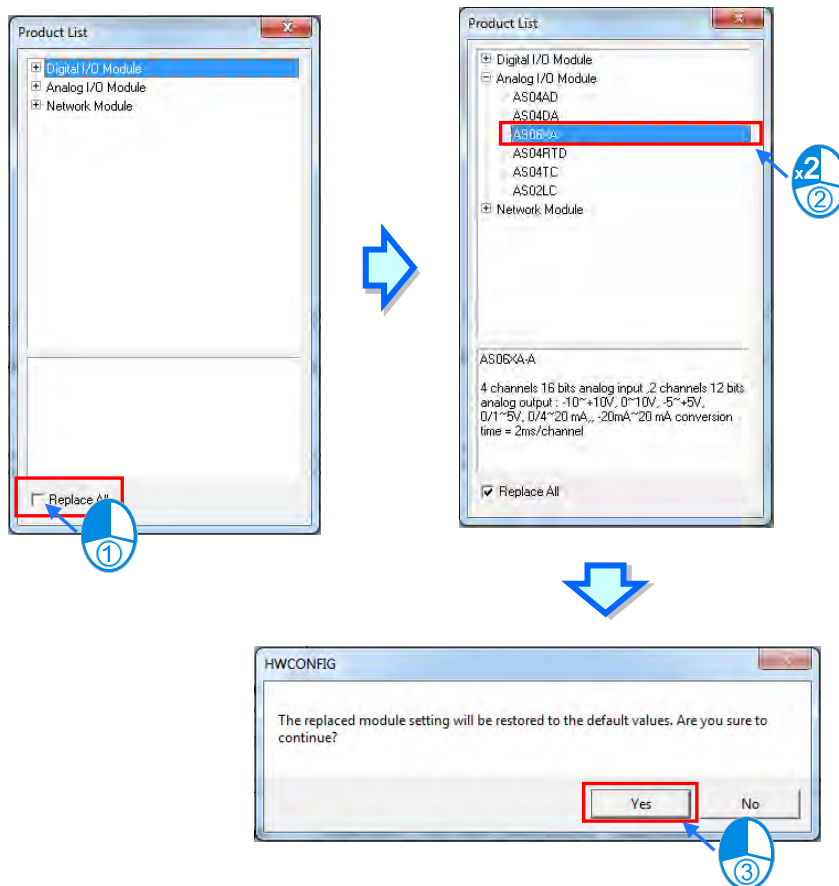 Product List
Digital I/O Module
Analog I/O Module
Network Module
Replace All
①
Product List
Digital I/O Module
Analog I/O Module
AS04AD
AS04DA
AS06XA
AS04RTD
AS04TC
AS02LC
Network Module
x2
②
AS06XA-A
4 channels 16 bits analog input ,2 channels 12 bits
analog output : -10~+10V, 0~10V, -5~+5V,
0/1~5V, 0/4~20 mA,, -20mA~20 mA conversion
time = 2ms/channel
Replace All
HWCONFIG
The replaced module setting will be restored to the default values. Are you sure to
continue?
Yes
No
③